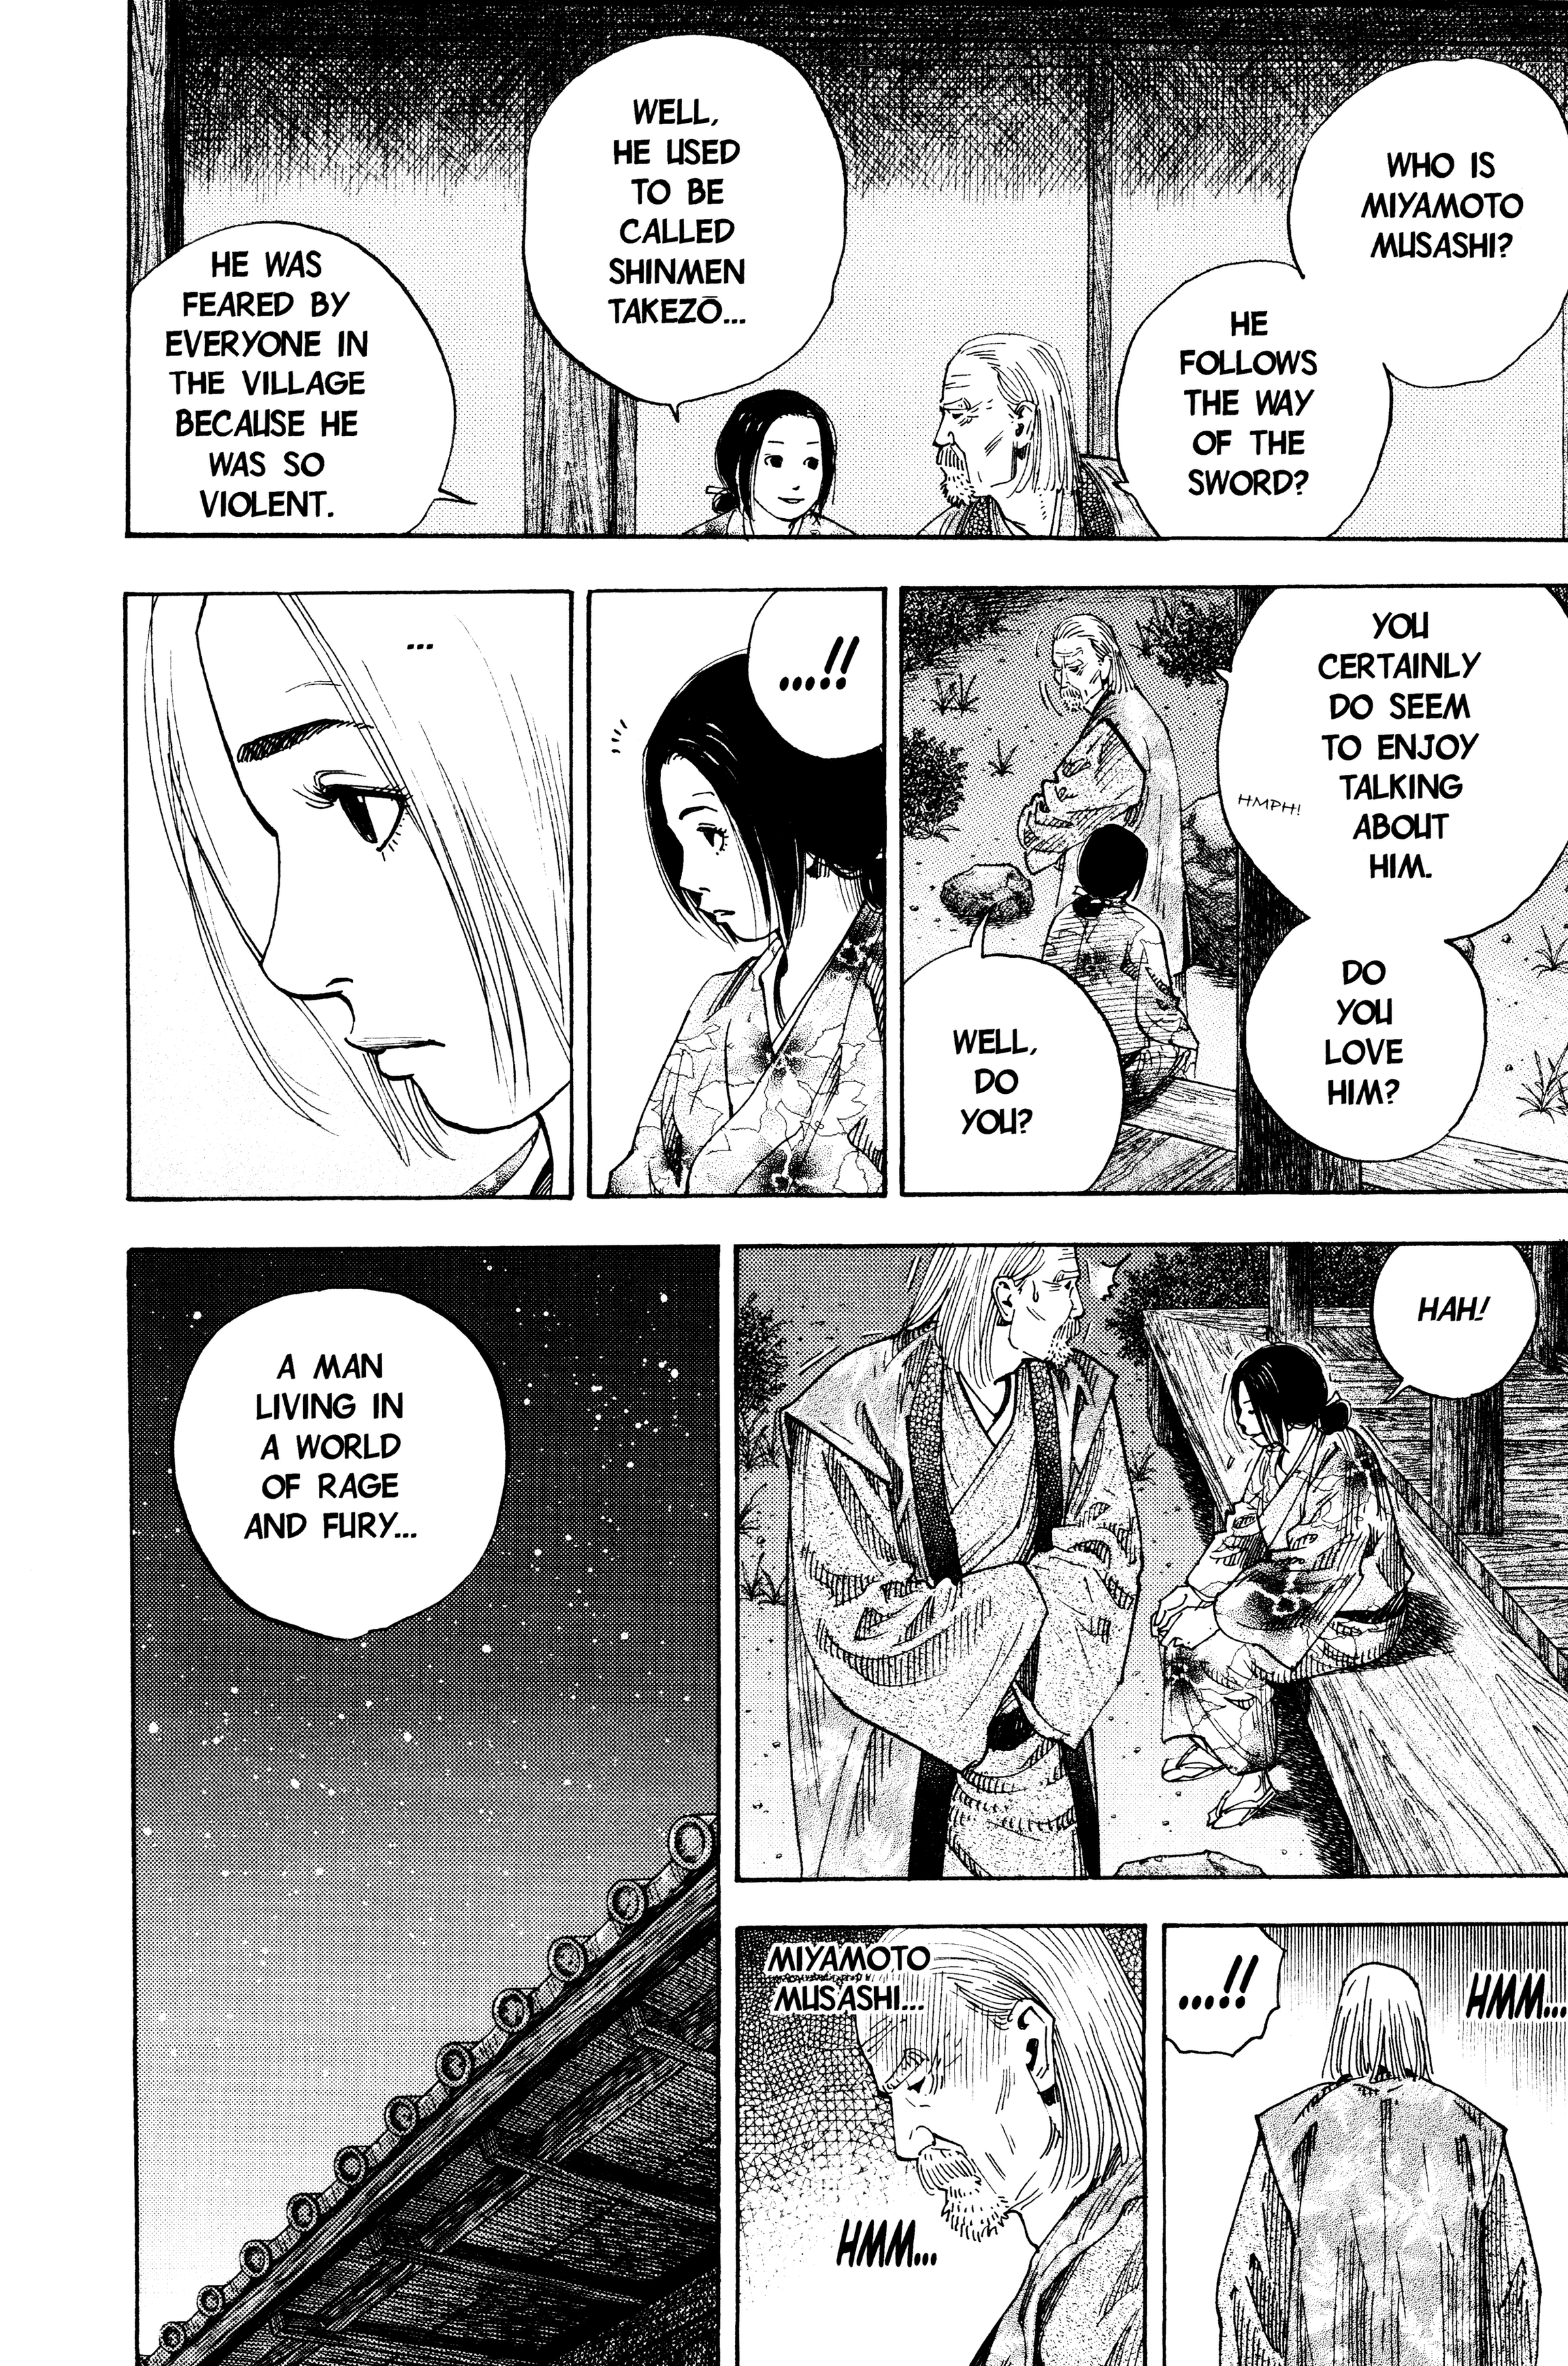 WHO IS
MIYAMOTO
MUSASHI?
HE
FOLLOWS
THE WAY
OF THE
SWORD?
WELL,
HE USED
TO BE
CALLED
SHINMEN
TAKEZŌ...
HE WAS
FEARED BY
EVERYONE IN
THE VILLAGE
BECAUSE HE
WAS SO
VIOLENT.
YOU
CERTAINLY
DO SEEM
TO ENJOY
TALKING
ABOUT
HIM.
HMPH!
DO
YOU
LOVE
HIM?
WELL,
DO
YOU?
...!!
...
HAH!
HMM...
...!!
MIYAMOTO
MUSASHI...
HMM...
A MAN
LIVING IN
A WORLD
OF RAGE
AND FURY...